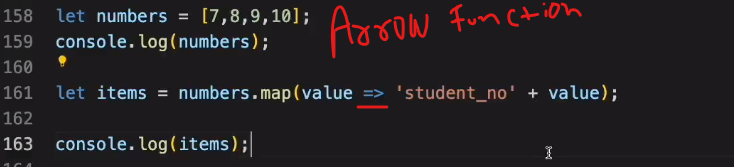 158 let numbers = [7,8,9,10]; Arrow Function
159 console.log(numbers);
160
161 let items = numbers.map(value => 'student_no' + value);
162
163 console.log(items);